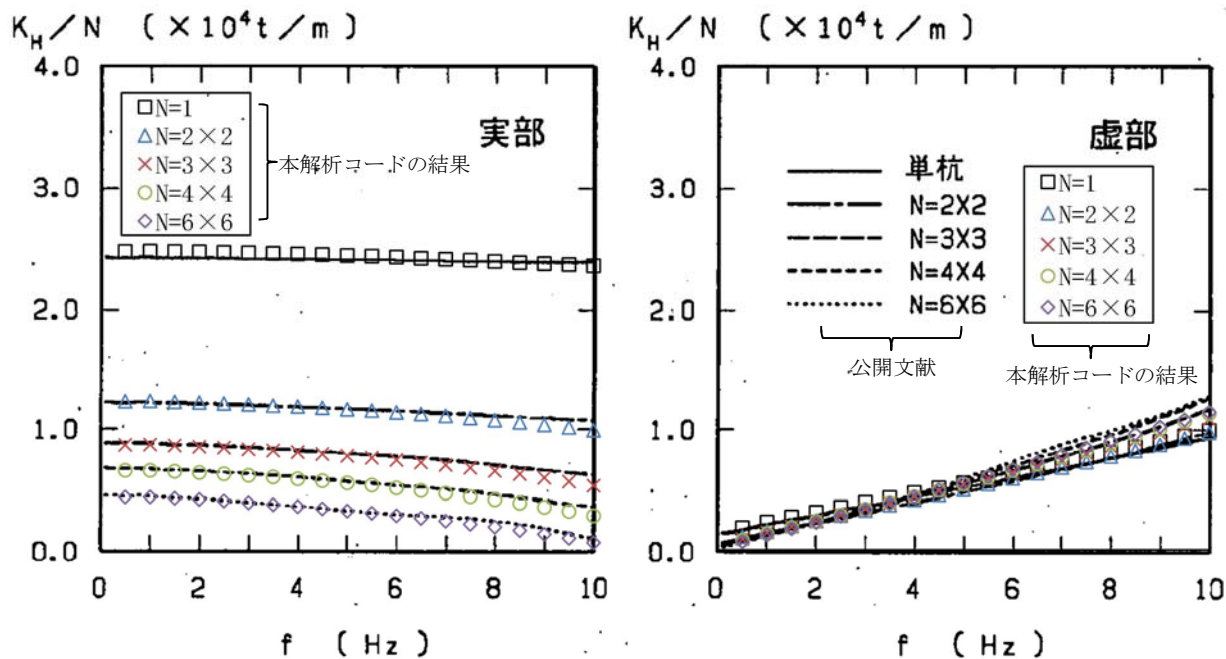 K_H/N (×10⁴t/m)
4.0
3.0
2.0
1.0
0.0
0 2 4 6 8 10
f (Hz)
実部
N=1
N=2×2
N=3×3
N=4×4
N=6×6
本解析コードの結果
K_H/N (×10⁴t/m)
4.0
3.0
2.0
1.0
0.0
0 2 4 6 8 10
f (Hz)
虚部
単杭
N=2X2
N=3X3
N=4X4
N=6X6
公開文献
N=1
N=2×2
N=3×3
N=4×4
N=6×6
本解析コードの結果